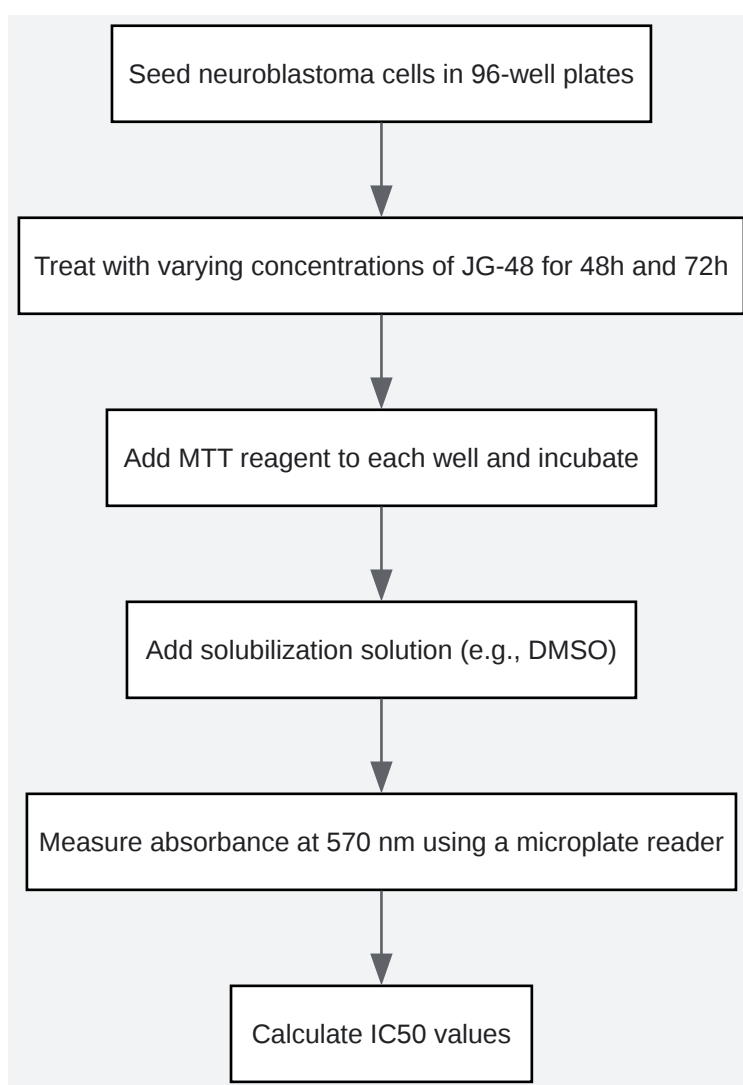 Seed neuroblastoma cells in 96-well plates
Treat with varying concentrations of JG-48 for 48h and 72h
Add MTT reagent to each well and incubate
Add solubilization solution (e.g., DMSO)
Measure absorbance at 570 nm using a microplate reader
Calculate IC50 values